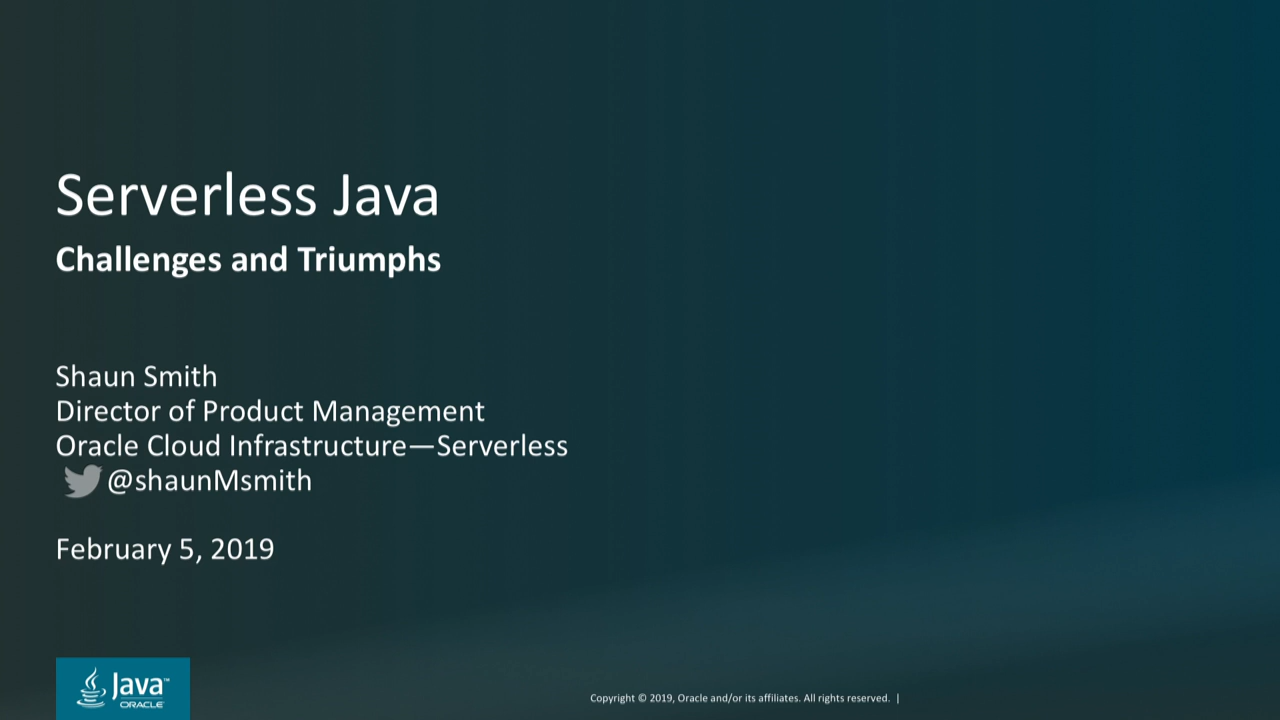 Serverless Java
Challenges and Triumphs
Shaun Smith
Director of Product Management
Oracle Cloud Infrastructure—Serverless
@shaunMsmith
February 5, 2019
Java™
ORACLE
Copyright © 2019, Oracle and/or its affiliates. All rights reserved. |